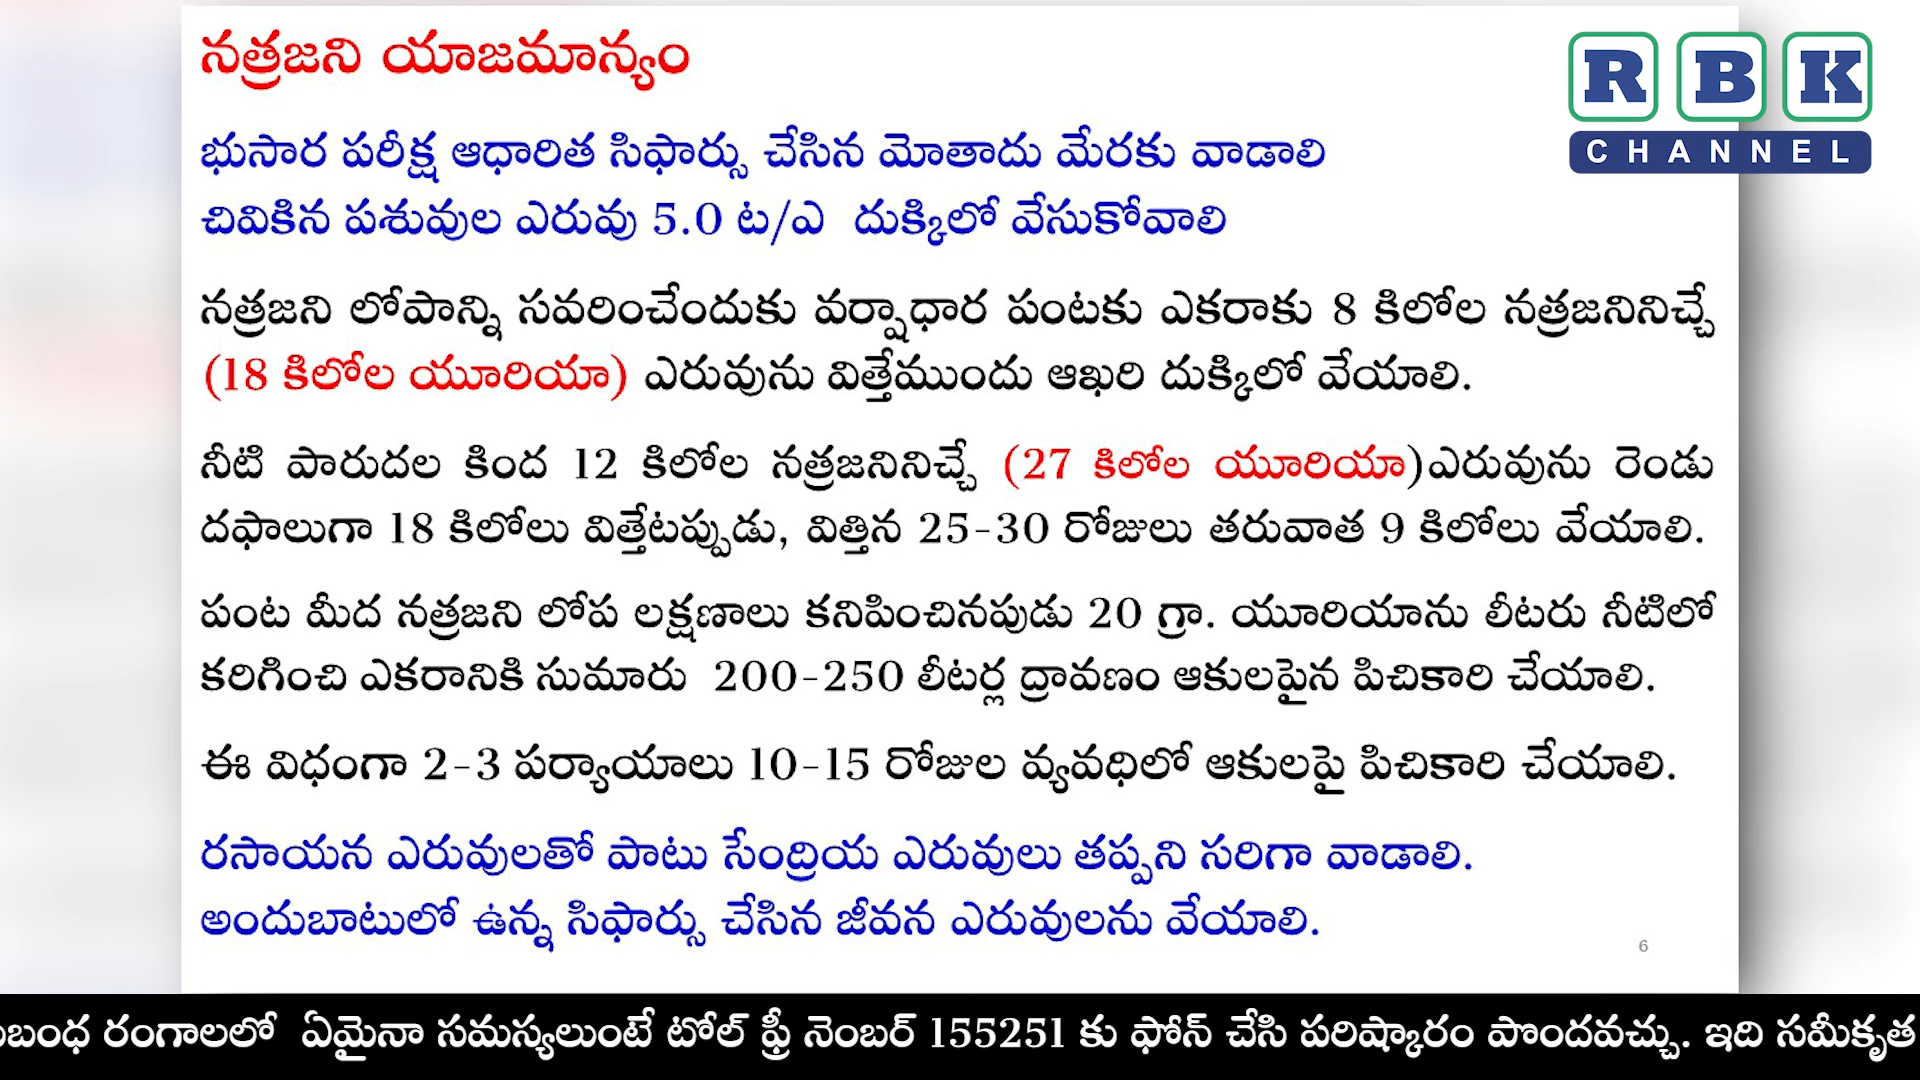 నత్రజని యాజమాన్యం
R B K
CHANNEL
భుసార పరీక్ష ఆధారిత సిఫార్సు చేసిన మోతాదు మేరకు వాడాలి
చివికిన పశువుల ఎరువు 5.0 ట/ఎ దుక్కిలో వేసుకోవాలి
నత్రజని లోపాన్ని సవరించేందుకు వర్షాధార పంటకు ఎకరాకు 8 కిలోల నత్రజనినిచ్చే
(18 కిలోల యూరియా) ఎరువును విత్తేముందు ఆఖరి దుక్కిలో వేయాలి.
నీటి పారుదల కింద 12 కిలోల నత్రజనినిచ్చే (27 కిలోల యూరియా)ఎరువును రెండు
దఫాలుగా 18 కిలోలు విత్తేటప్పుడు, విత్తిన 25-30 రోజులు తరువాత 9 కిలోలు వేయాలి.
పంట మీద నత్రజని లోప లక్షణాలు కనిపించినపుడు 20 గ్రా. యూరియాను లీటరు నీటిలో
కరిగించి ఎకరానికి సుమారు 200-250 లీటర్ల ద్రావణం ఆకులపైన పిచికారి చేయాలి.
ఈ విధంగా 2-3 పర్యాయాలు 10-15 రోజుల వ్యవధిలో ఆకులపై పిచికారి చేయాలి.
రసాయన ఎరువులతో పాటు సేంద్రియ ఎరువులు తప్పని సరిగా వాడాలి.
అందుబాటులో ఉన్న సిఫార్సు చేసిన జీవన ఎరువులను వేయాలి.
6
బంధ రంగాలలో ఏమైనా సమస్యలుంటే టోల్ ఫ్రీ నెంబర్ 155251 కు ఫోన్ చేసి పరిష్కారం పొందవచ్చు. ఇది సమీకృత